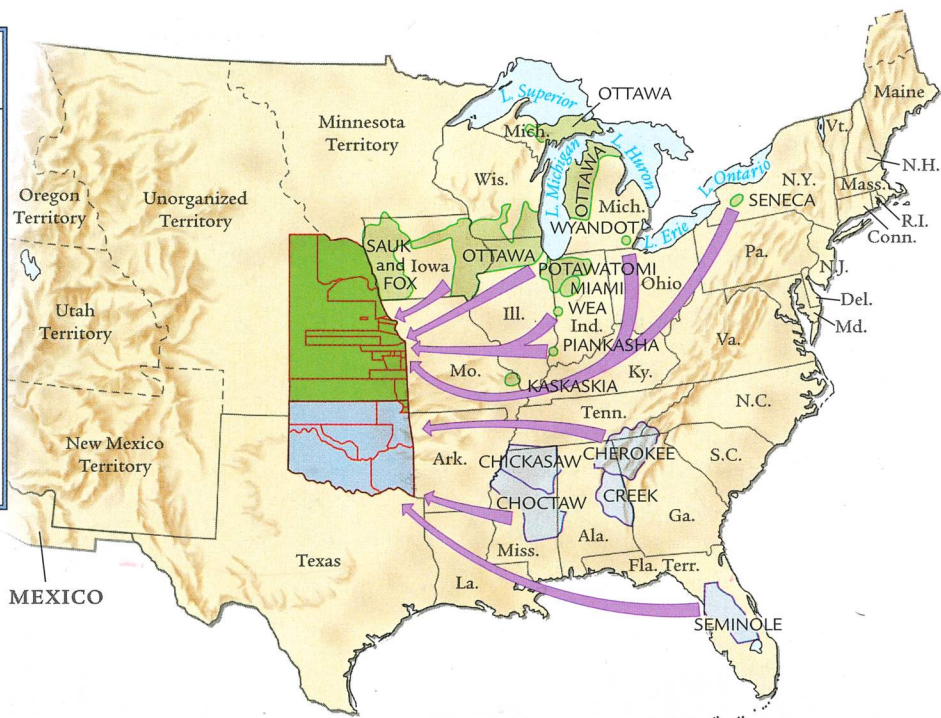 L. Superior
OTTAWA
Maine
Minnesota
Territory
Mich.
L. Huron
Vt.
L. Michigan
OTTAWA
L. Ontario
N.H.
Oregon
Territory
Unorganized
Territory
Wis.
Mich.
N.Y.
Mass.
SENECA
R.I.
WYANDOT
L. Erie
Conn.
SAUK
and
FOX
Iowa
OTTAWA
Pa.
POTAWATOMI
Ohio
N.J.
MIAMI
Del.
WEA
Md.
Utah
Territory
Ill.
Ind.
Va.
PIANKASHA
Mo.
Ky.
KASKASKIA
N.C.
Tenn.
New Mexico
Territory
Ark.
CHICKASAW
CHEROKEE
S.C.
CHOCTAW
CREEK
Ga.
Miss.
Ala.
Texas
La.
Fla. Terr.
MEXICO
SEMINOLE